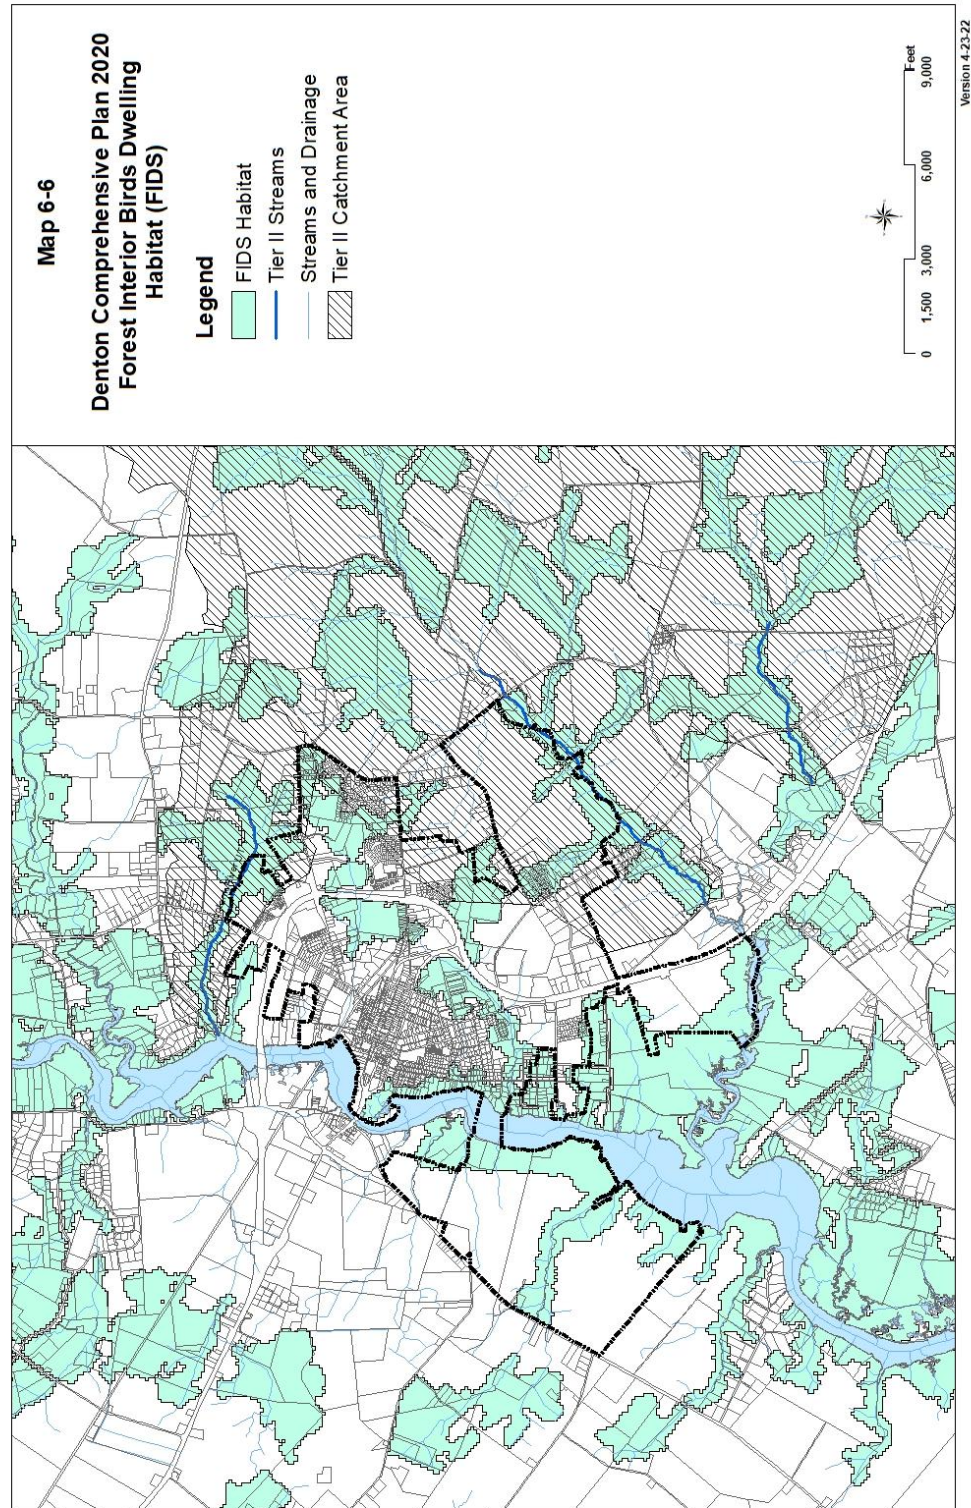 Map 6-6
Denton Comprehensive Plan 2020
Forest Interior Birds Dwelling
Habitat (FIDS)
Legend
FIDS Habitat
Tier II Streams
Streams and Drainage
Tier II Catchment Area
Feet
0 1,500 3,000 6,000 9,000
Version 4-23-22